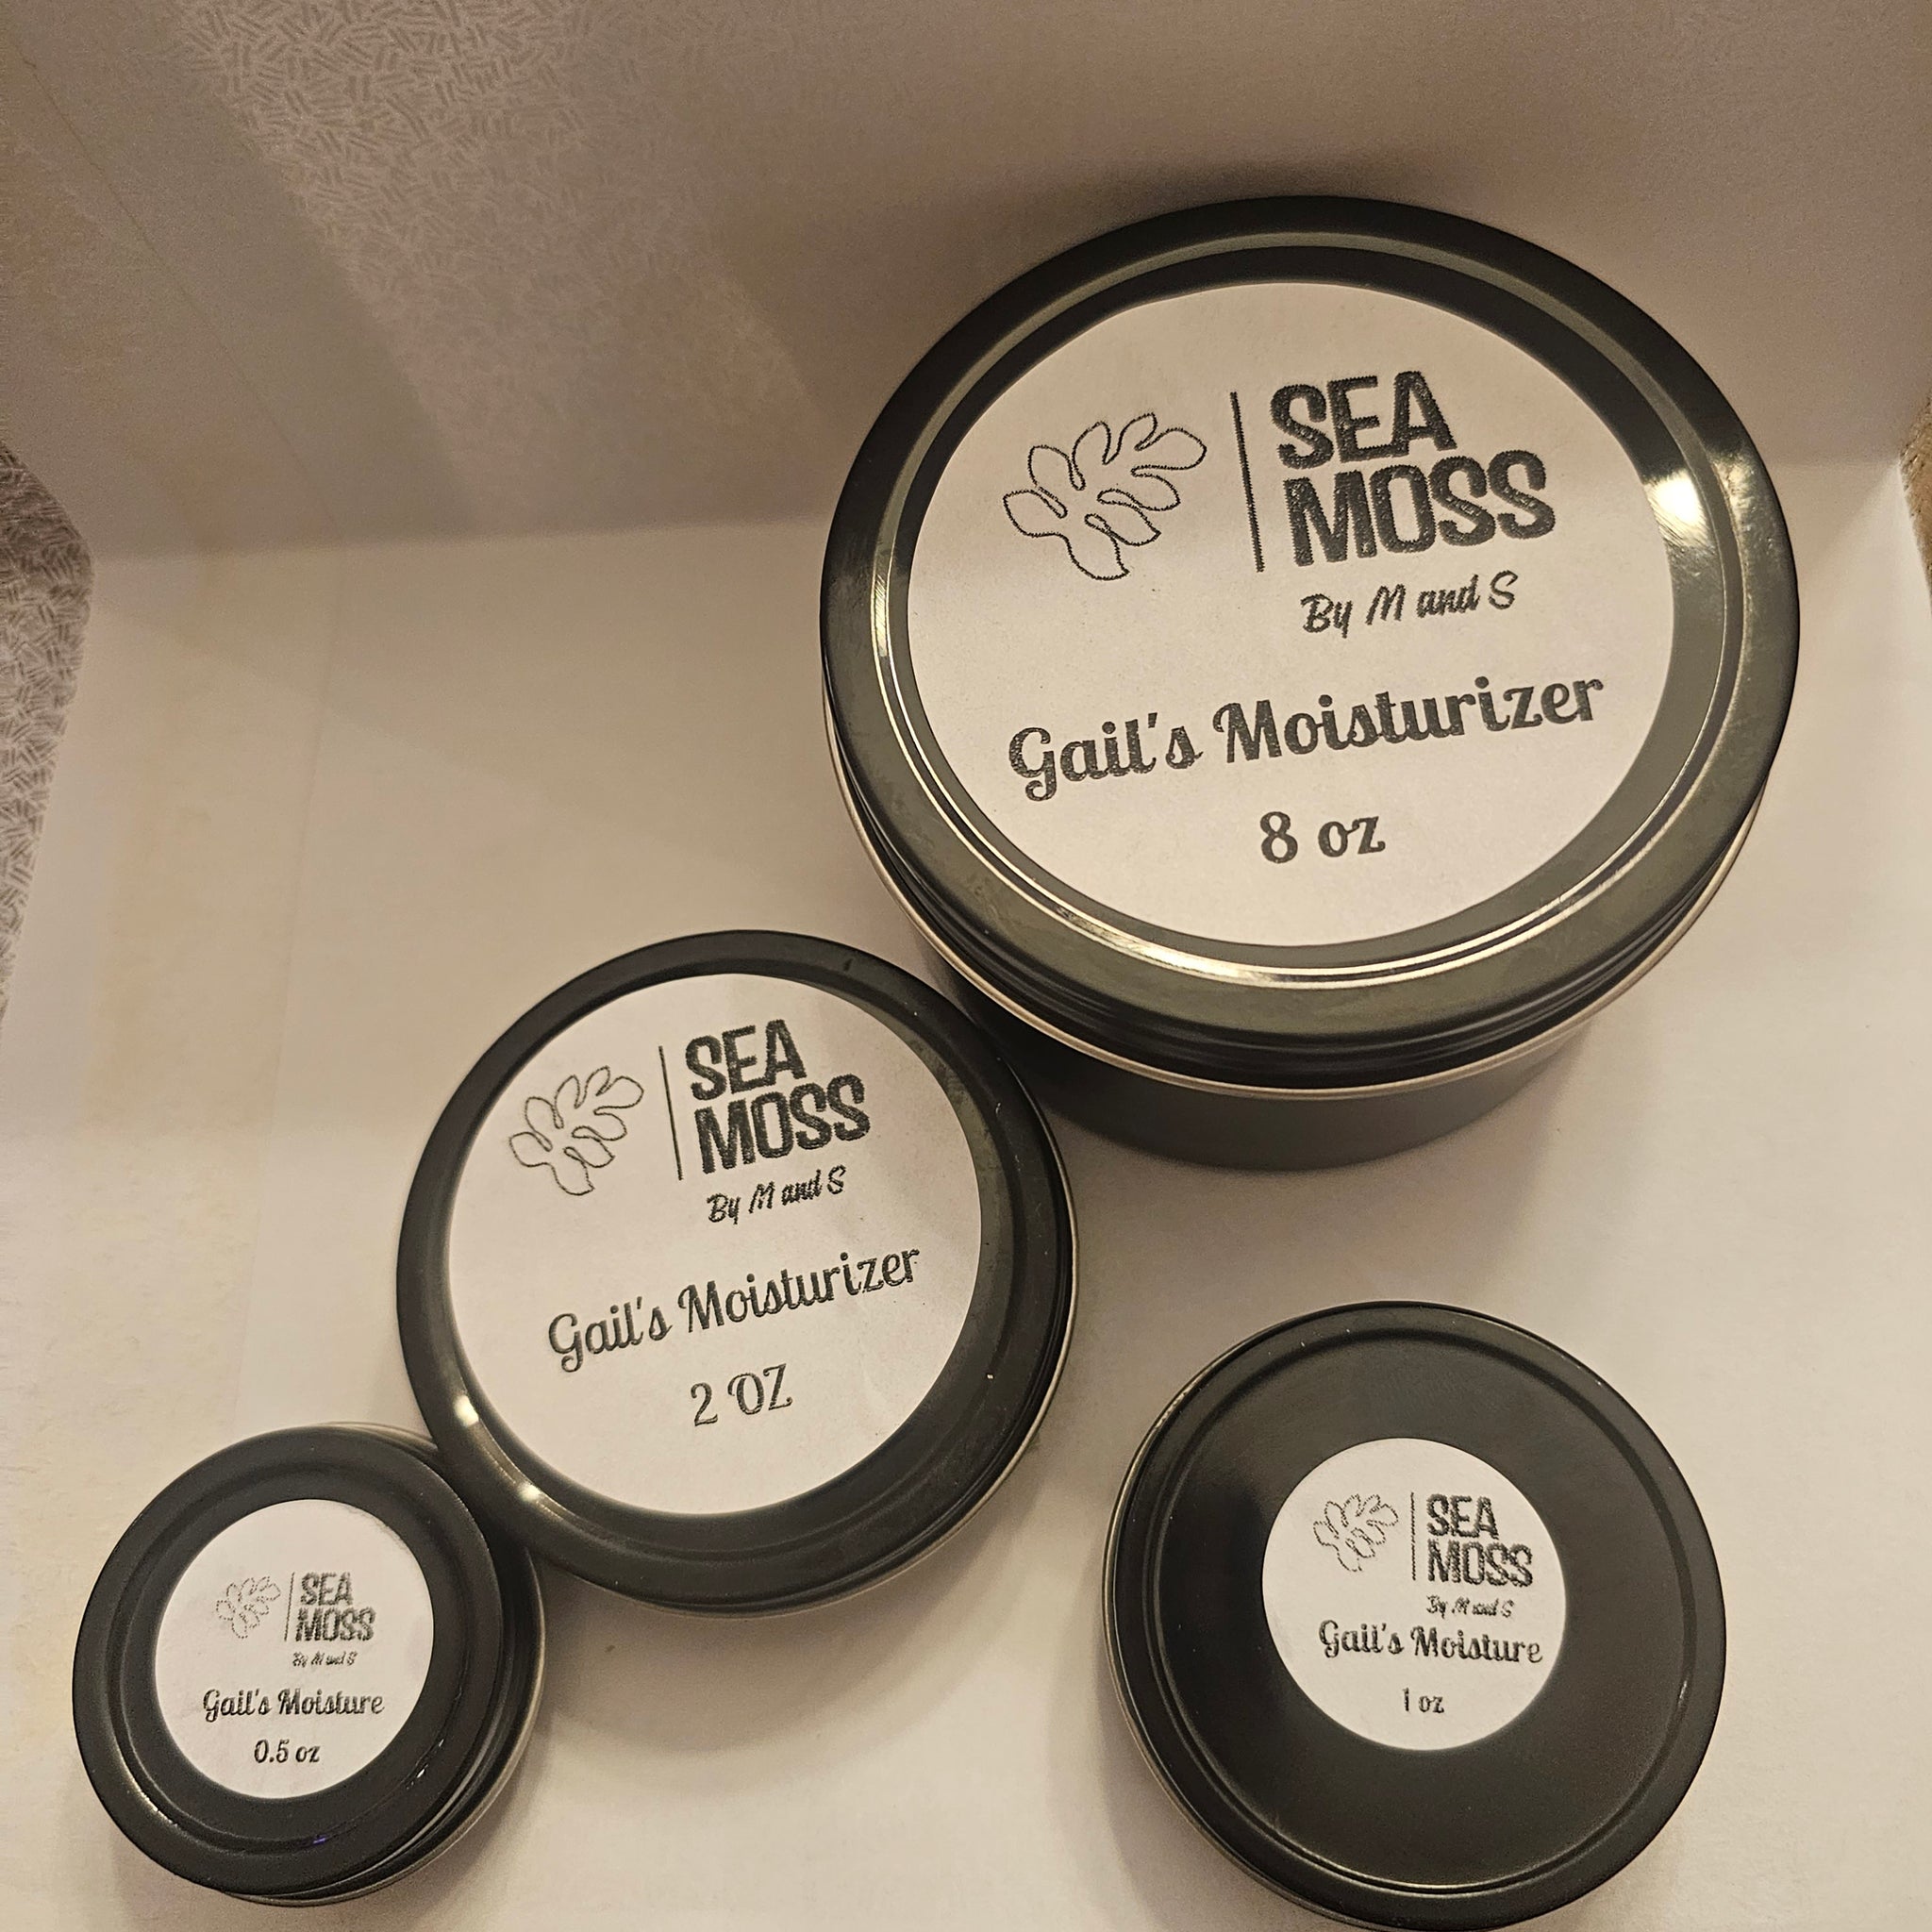 SEA
MOSS
By M and S
Gail's Moisturizer
8 oz
SEA
MOSS
By M and S
Gail's Moisturizer
2 OZ
SEA
MOSS
By M and S
Gail's Moisture
0.5 oz
SEA
MOSS
By M and S
Gail's Moisture
1 oz